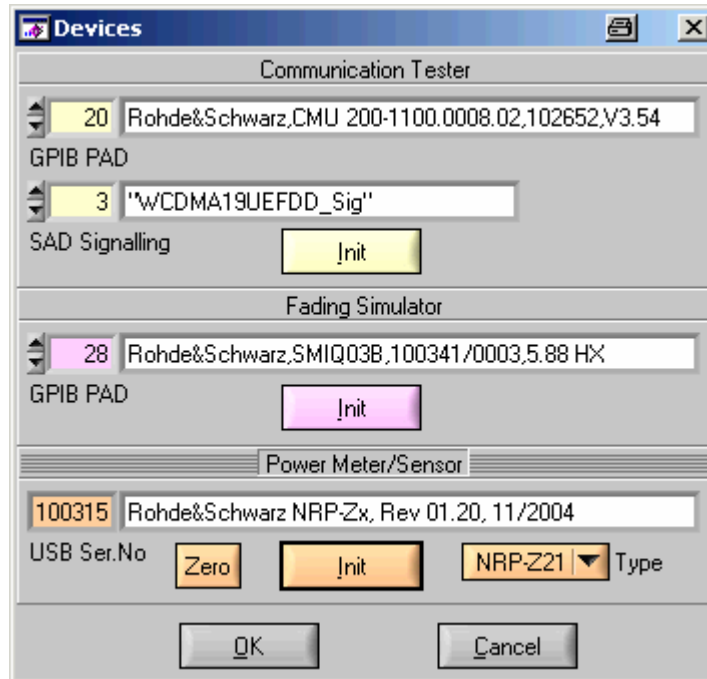 Devices
Communication Tester
20 Rohde&Schwarz,CMU 200-1100.0008.02,102652,V3.54
GPIB PAD
3 "WCDMA19UEFDD_Sig"
SAD Signalling Init
Fading Simulator
28 Rohde&Schwarz,SMIQ03B,100341/0003,5.88 HX
GPIB PAD Init
Power Meter/Sensor
100315 Rohde&Schwarz NRP-Zx, Rev 01.20, 11/2004
USB Ser.No Zero Init NRP-Z21 Type
OK Cancel